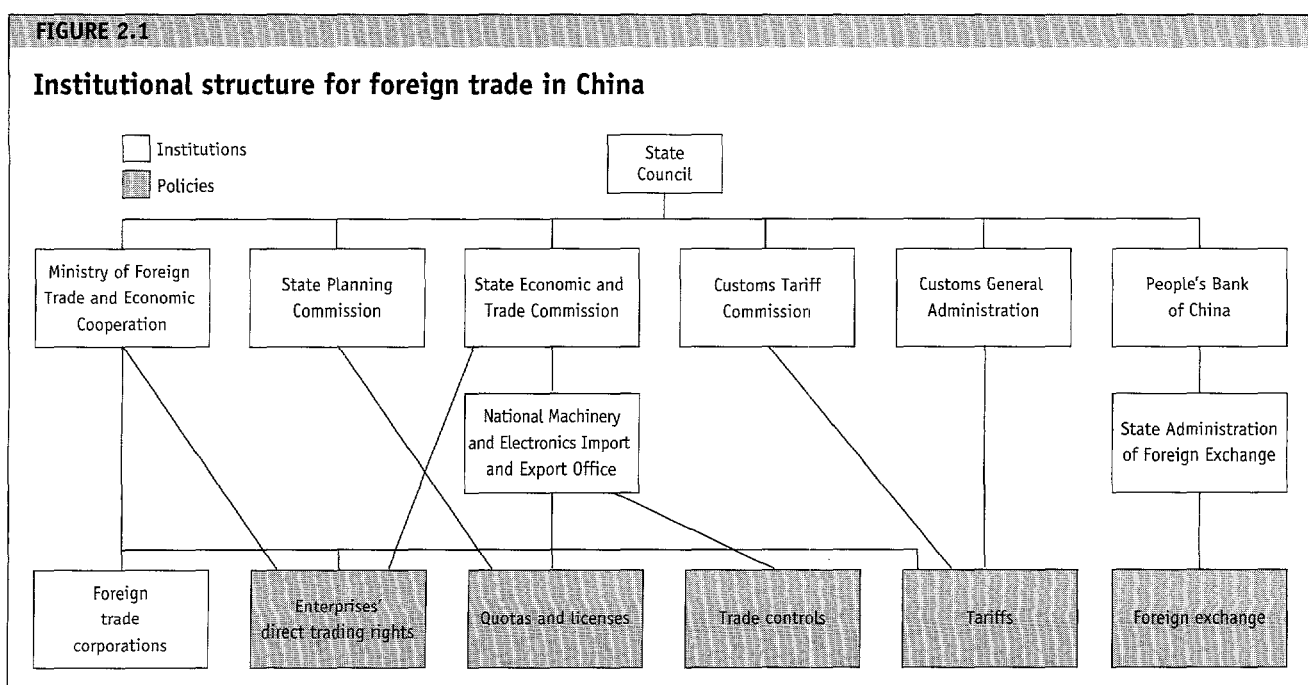 FIGURE 2.1
Institutional structure for foreign trade in China
Institutions
Policies
State
Council
Ministry of Foreign
Trade and Economic
Cooperation
State Planning
Commission
State Economic and
Trade Commission
Customs Tariff
Commission
Customs General
Administration
People's Bank
of China
National Machinery
and Electronics Import
and Export Office
State Administration
of Foreign Exchange
Foreign
trade
corporations
Enterprises'
direct trading rights
Quotas and licenses
Trade controls
Tariffs
Foreign exchange